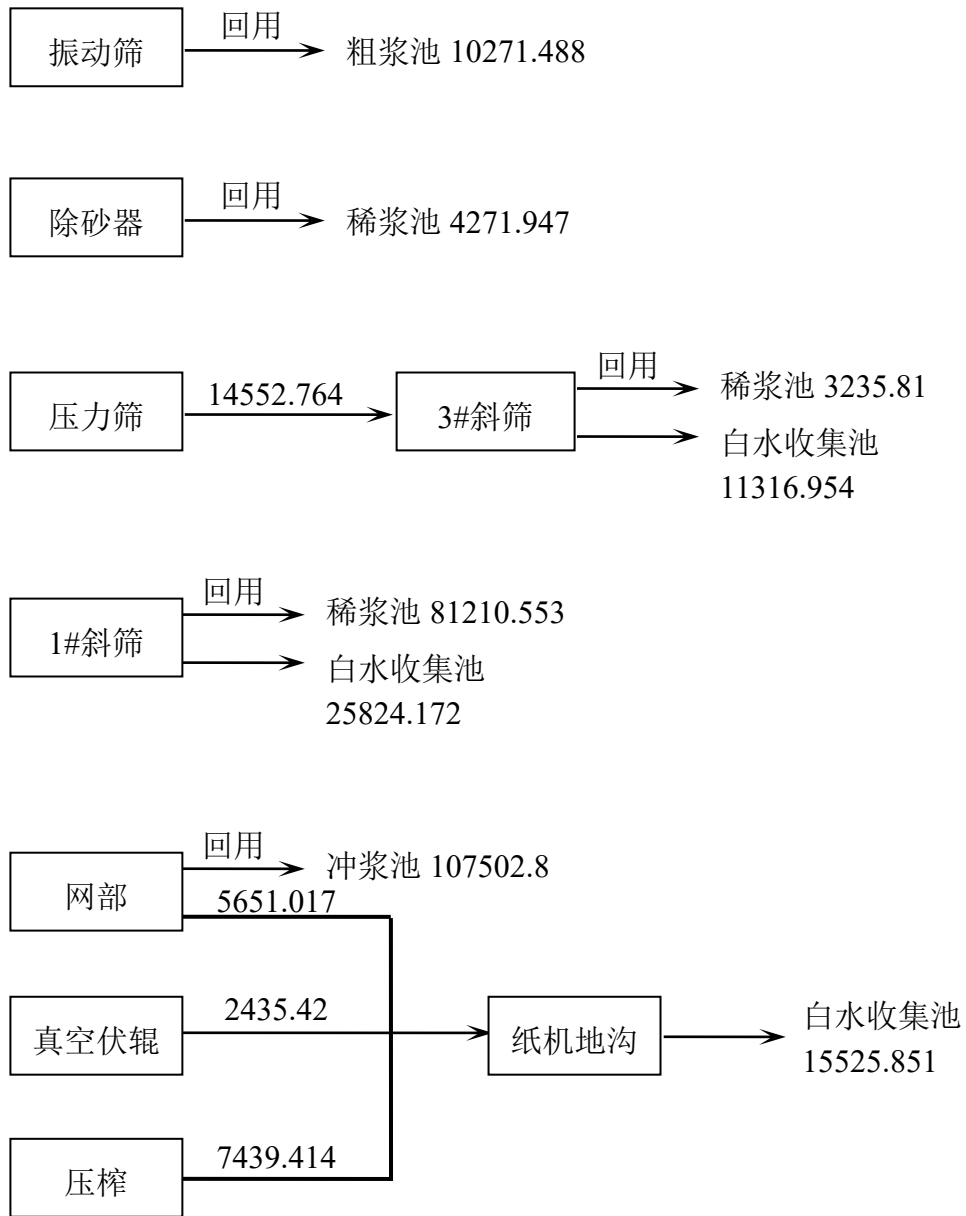 振动筛
回用
粗浆池 10271.488
除砂器
回用
稀浆池 4271.947
压力筛
14552.764
3#斜筛
回用
稀浆池 3235.81
白水收集池
11316.954
1#斜筛
回用
稀浆池 81210.553
白水收集池
25824.172
网部
回用
冲浆池 107502.8
5651.017
真空伏辊
2435.42
纸机地沟
白水收集池
15525.851
压榨
7439.414